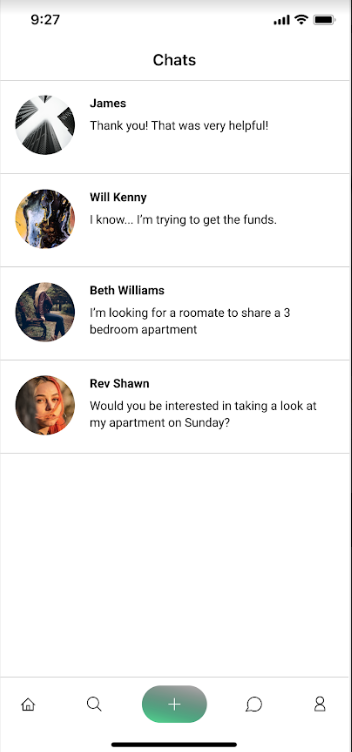 9:27
Chats
James
Thank you! That was very helpful!
Will Kenny
I know... I'm trying to get the funds.
Beth Williams
I'm looking for a roomate to share a 3
bedroom apartment
Rev Shawn
Would you be interested in taking a look at
my apartment on Sunday?